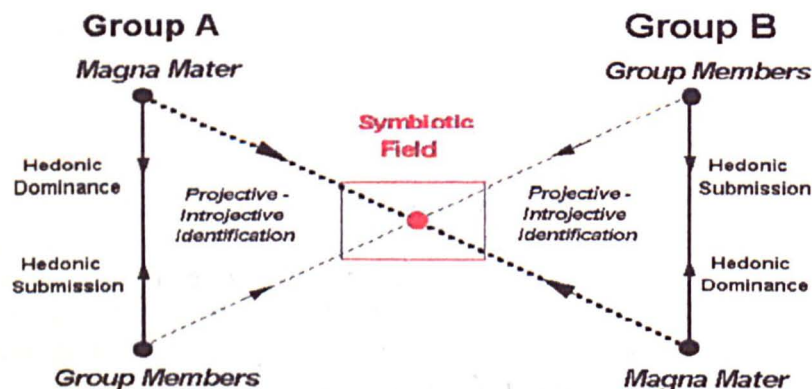 Group A
Group B
Magna Mater
Group Members
Symbiotic
Field
Hedonic
Dominance
Projective -
Introjective
Identification
Projective -
Introjective
Identification
Hedonic
Submission
Hedonic
Submission
Hedonic
Dominance
Group Members
Magna Mater